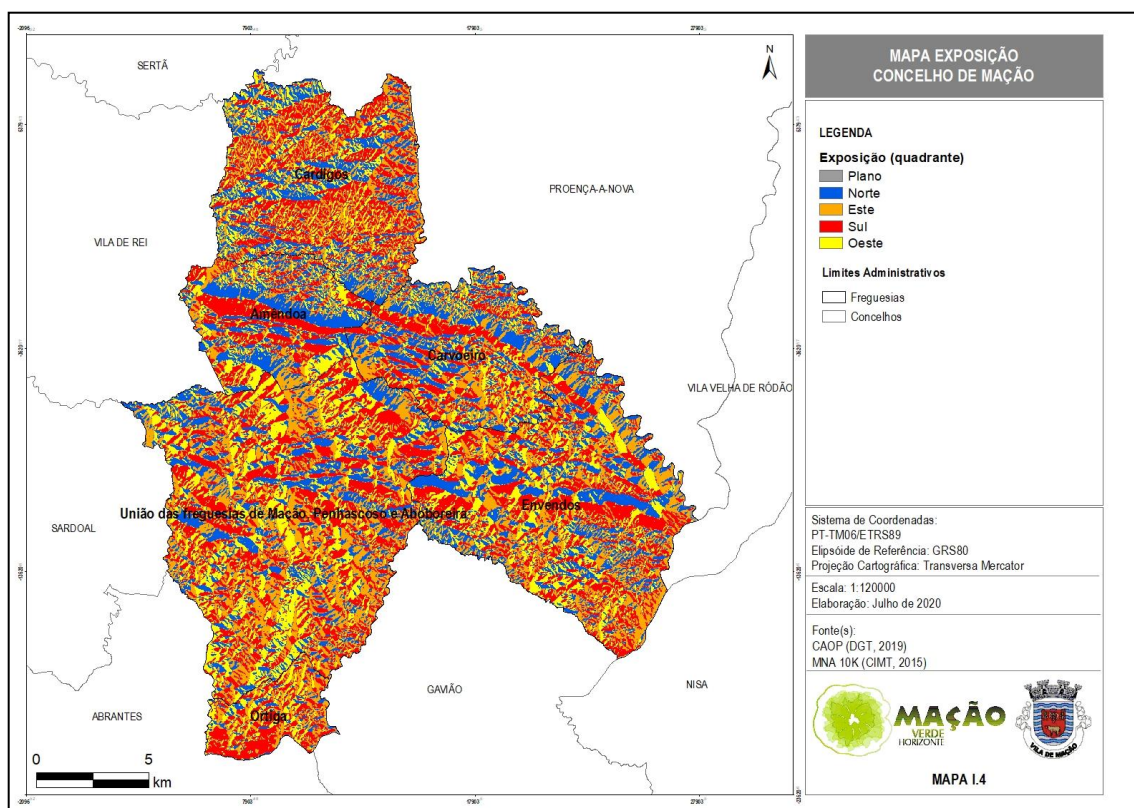 MAPA EXPOSIÇÃO
CONCELHO DE MAÇÃO
LEGENDA
Exposição (quadrante)
Plano
Norte
Este
Sul
Oeste
Limites Administrativos
Freguesias
Concelhos
Sistema de Coordenadas:
PT-TM06/ETRS89
Elipsóide de Referência: GRS80
Projeção Cartográfica: Transversa Mercator
Escala: 1:120000
Elaboração: Julho de 2020
Fonte(s):
CAOP (DGT, 2019)
MNA 10K (CIMT, 2015)
MAÇÃO
VERDE
HORIZONTE
VILA DE MAÇÃO
MAPA I.4
N
SERTÃ
PROENÇA-A-NOVA
Cardigos
VILA DE REI
Amêndoa
Carvoeiro
VILA VELHA DE RÓDÃO
União das freguesias de Mação, Penhascoso e Aboboreira
Envendos
SARDOAL
NISA
GAVIÃO
ABRANTES
Ortiga
0 5
km